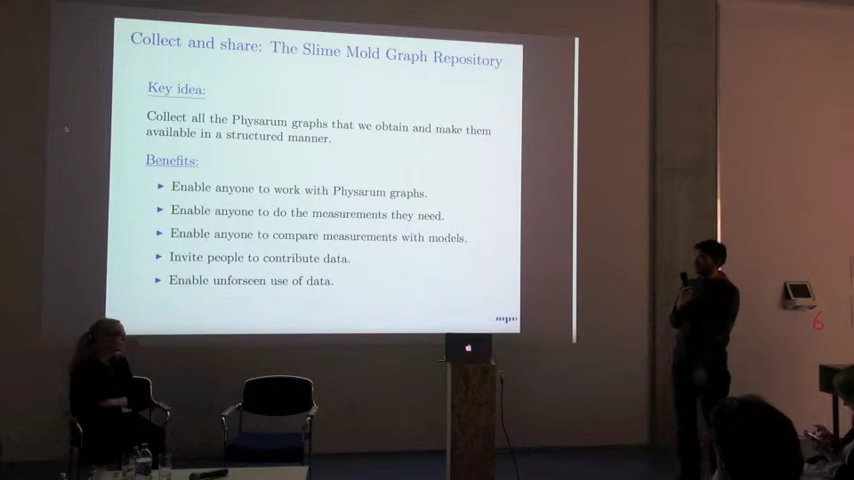 Collect and share: The Slime Mold Graph Repository
Key idea:
Collect all the Physarum graphs that we obtain and make them
available in a structured manner.
Benefits:
▶ Enable anyone to work with Physarum graphs.
▶ Enable anyone to do the measurements they need.
▶ Enable anyone to compare measurements with models.
▶ Invite people to contribute data.
▶ Enable unforseen use of data.
6